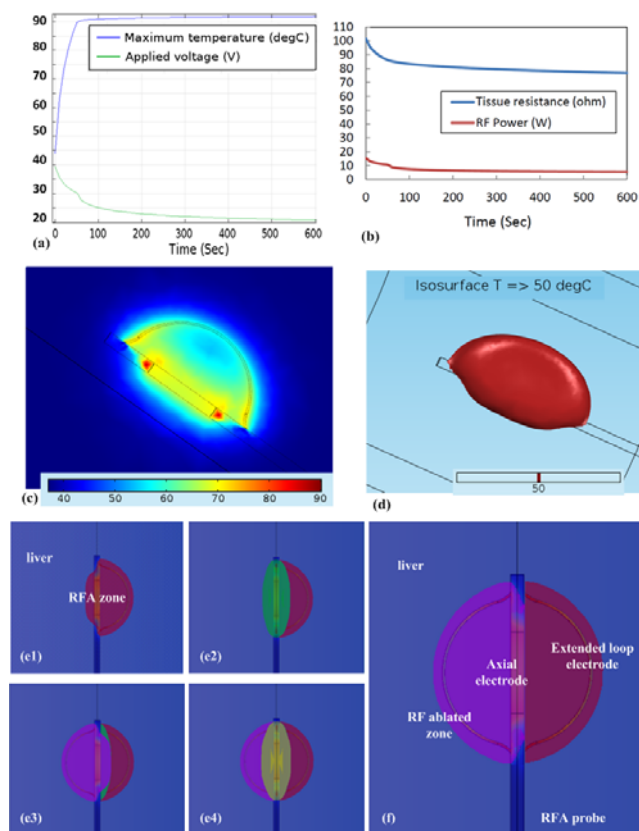 90
80
70
60
50
40
30
20
Maximum temperature (degC)
Applied voltage (V)
0 100 200 300 400 500 600
(a)
Time (Sec)
110
100
90
80
70
60
50
40
30
20
10
0
Tissue resistance (ohm)
RF Power (W)
0 100 200 300 400 500 600
Time (Sec)
(b)
(c)
40 50 60 70 80 90
Isosurface T => 50 degC
50
(d)
liver
RFA zone
(e1)
(e2)
(e3)
(e4)
liver
Extended loop
electrode
Axial
electrode
RF ablated
zone
(f)
RFA probe